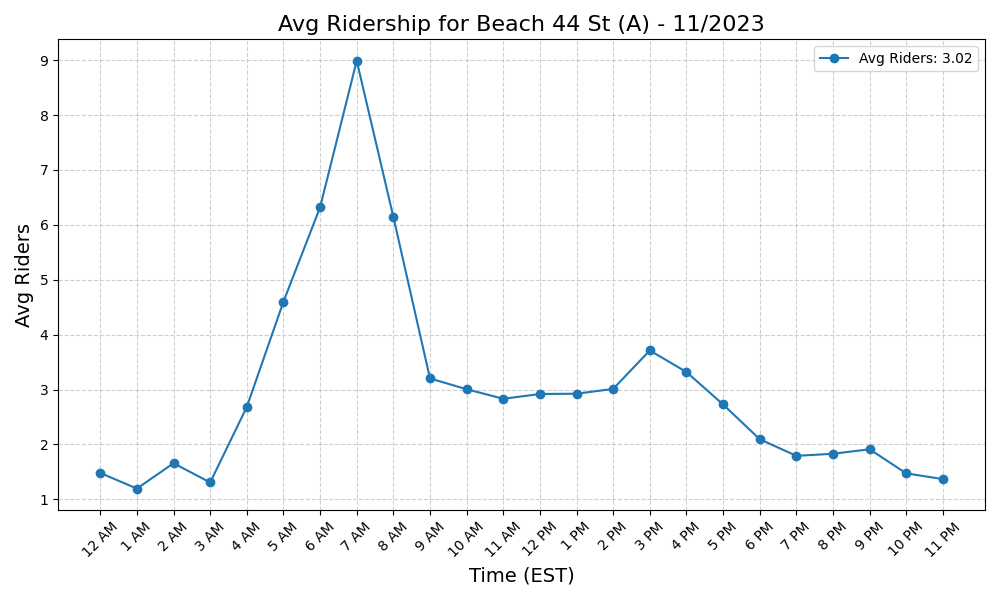 Avg Ridership for Beach 44 St (A) - 11/2023
Avg Riders: 3.02
Avg Riders
9
8
7
6
5
4
3
2
1
12 AM
1 AM
2 AM
3 AM
4 AM
5 AM
6 AM
7 AM
8 AM
9 AM
10 AM
11 AM
12 PM
1 PM
2 PM
3 PM
4 PM
5 PM
6 PM
7 PM
8 PM
9 PM
10 PM
11 PM
Time (EST)